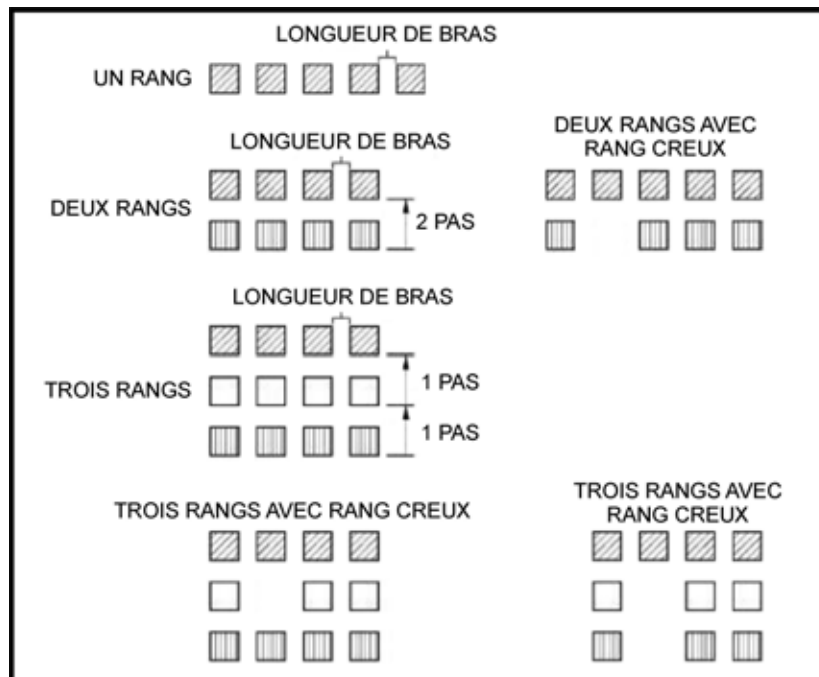 LONGUEUR DE BRAS
UN RANG
LONGUEUR DE BRAS
DEUX RANGS
2 PAS
DEUX RANGS AVEC
RANG CREUX
LONGUEUR DE BRAS
TROIS RANGS
1 PAS
1 PAS
TROIS RANGS AVEC RANG CREUX
TROIS RANGS AVEC
RANG CREUX